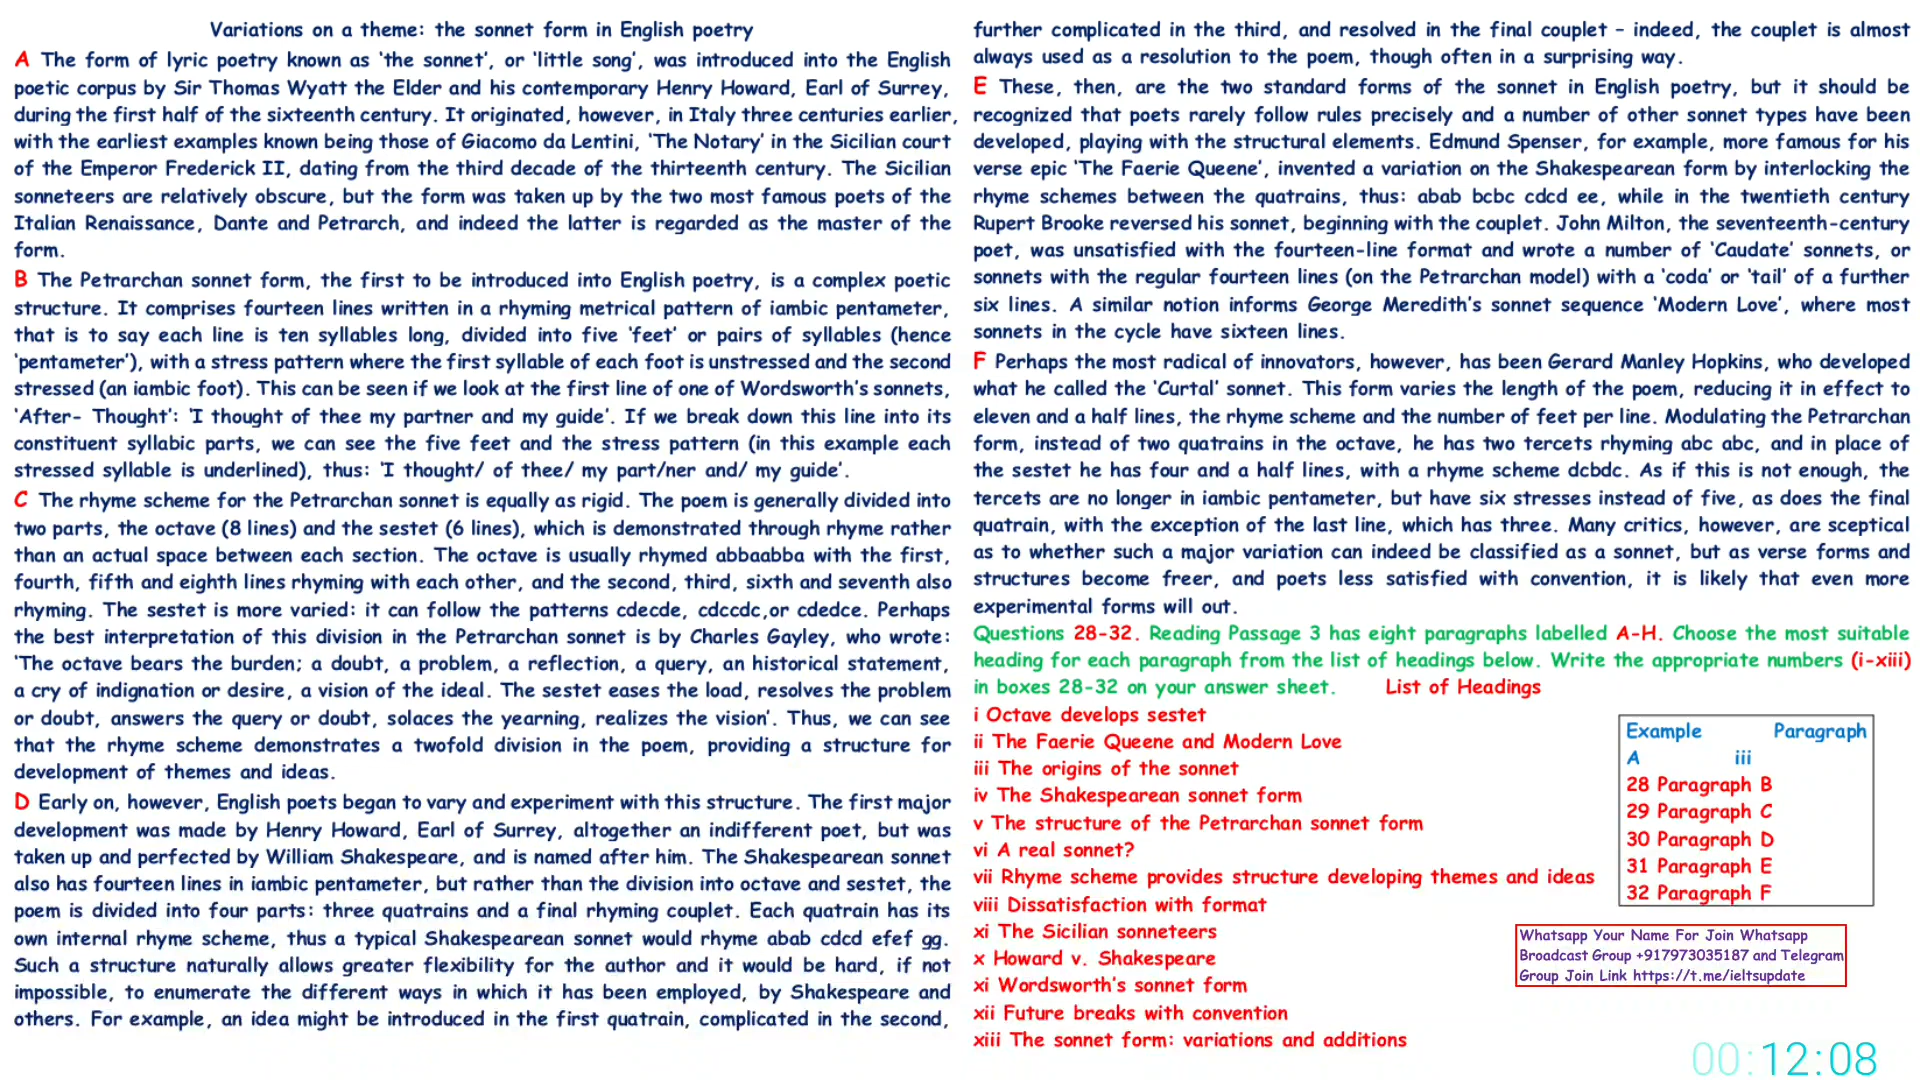 Variations on a theme: the sonnet form in English poetry
A The form of lyric poetry known as 'the sonnet', or 'little song', was introduced into the English
poetic corpus by Sir Thomas Wyatt the Elder and his contemporary Henry Howard, Earl of Surrey,
during the first half of the sixteenth century. It originated, however, in Italy three centuries earlier,
with the earliest examples known being those of Giacomo da Lentini, 'The Notary' in the Sicilian court
of the Emperor Frederick II, dating from the third decade of the thirteenth century. The Sicilian
sonneteers are relatively obscure, but the form was taken up by the two most famous poets of the
Italian Renaissance, Dante and Petrarch, and indeed the latter is regarded as the master of the
form.
B The Petrarchan sonnet form, the first to be introduced into English poetry, is a complex poetic
structure. It comprises fourteen lines written in a rhyming metrical pattern of iambic pentameter,
that is to say each line is ten syllables long, divided into five 'feet' or pairs of syllables (hence
'pentameter'), with a stress pattern where the first syllable of each foot is unstressed and the second
stressed (an iambic foot). This can be seen if we look at the first line of one of Wordsworth's sonnets,
'After- Thought': 'I thought of thee my partner and my guide'. If we break down this line into its
constituent syllabic parts, we can see the five feet and the stress pattern (in this example each
stressed syllable is underlined), thus: 'I thought/ of thee/ my part/ner and/ my guide'.
C The rhyme scheme for the Petrarchan sonnet is equally as rigid. The poem is generally divided into
two parts, the octave (8 lines) and the sestet (6 lines), which is demonstrated through rhyme rather
than an actual space between each section. The octave is usually rhymed abbaabba with the first,
fourth, fifth and eighth lines rhyming with each other, and the second, third, sixth and seventh also
rhyming. The sestet is more varied: it can follow the patterns cdecde, cdccdc,or cdedce. Perhaps
the best interpretation of this division in the Petrarchan sonnet is by Charles Gayley, who wrote:
'The octave bears the burden; a doubt, a problem, a reflection, a query, an historical statement,
a cry of indignation or desire, a vision of the ideal. The sestet eases the load, resolves the problem
or doubt, answers the query or doubt, solaces the yearning, realizes the vision'. Thus, we can see
that the rhyme scheme demonstrates a twofold division in the poem, providing a structure for
development of themes and ideas.
D Early on, however, English poets began to vary and experiment with this structure. The first major
development was made by Henry Howard, Earl of Surrey, altogether an indifferent poet, but was
taken up and perfected by William Shakespeare, and is named after him. The Shakespearean sonnet
also has fourteen lines in iambic pentameter, but rather than the division into octave and sestet, the
poem is divided into four parts: three quatrains and a final rhyming couplet. Each quatrain has its
own internal rhyme scheme, thus a typical Shakespearean sonnet would rhyme abab cdcd efef gg.
Such a structure naturally allows greater flexibility for the author and it would be hard, if not
impossible, to enumerate the different ways in which it has been employed, by Shakespeare and
others. For example, an idea might be introduced in the first quatrain, complicated in the second,
further complicated in the third, and resolved in the final couplet – indeed, the couplet is almost
always used as a resolution to the poem, though often in a surprising way.
E These, then, are the two standard forms of the sonnet in English poetry, but it should be
recognized that poets rarely follow rules precisely and a number of other sonnet types have been
developed, playing with the structural elements. Edmund Spenser, for example, more famous for his
verse epic 'The Faerie Queene', invented a variation on the Shakespearean form by interlocking the
rhyme schemes between the quatrains, thus: abab bcbc cdcd ee, while in the twentieth century
Rupert Brooke reversed his sonnet, beginning with the couplet. John Milton, the seventeenth-century
poet, was unsatisfied with the fourteen-line format and wrote a number of 'Caudate' sonnets, or
sonnets with the regular fourteen lines (on the Petrarchan model) with a 'coda' or 'tail' of a further
six lines. A similar notion informs George Meredith's sonnet sequence 'Modern Love', where most
sonnets in the cycle have sixteen lines.
F Perhaps the most radical of innovators, however, has been Gerard Manley Hopkins, who developed
what he called the 'Curtal' sonnet. This form varies the length of the poem, reducing it in effect to
eleven and a half lines, the rhyme scheme and the number of feet per line. Modulating the Petrarchan
form, instead of two quatrains in the octave, he has two tercets rhyming abc abc, and in place of
the sestet he has four and a half lines, with a rhyme scheme dcbdc. As if this is not enough, the
tercets are no longer in iambic pentameter, but have six stresses instead of five, as does the final
quatrain, with the exception of the last line, which has three. Many critics, however, are sceptical
as to whether such a major variation can indeed be classified as a sonnet, but as verse forms and
structures become freer, and poets less satisfied with convention, it is likely that even more
experimental forms will out.
Questions 28-32. Reading Passage 3 has eight paragraphs labelled A-H. Choose the most suitable
heading for each paragraph from the list of headings below. Write the appropriate numbers (i-xiii)
in boxes 28-32 on your answer sheet. List of Headings
i Octave develops sestet
ii The Faerie Queene and Modern Love
iii The origins of the sonnet
iv The Shakespearean sonnet form
v The structure of the Petrarchan sonnet form
vi A real sonnet?
vii Rhyme scheme provides structure developing themes and ideas
viii Dissatisfaction with format
xi The Sicilian sonneteers
x Howard v. Shakespeare
xi Wordsworth's sonnet form
xii Future breaks with convention
xiii The sonnet form: variations and additions
Example Paragraph
A iii
28 Paragraph B
29 Paragraph C
30 Paragraph D
31 Paragraph E
32 Paragraph F
Whatsapp Your Name For Join Whatsapp
Broadcast Group +917973035187 and Telegram
Group Join Link https://t.me/ieltsupdate
00:12:08